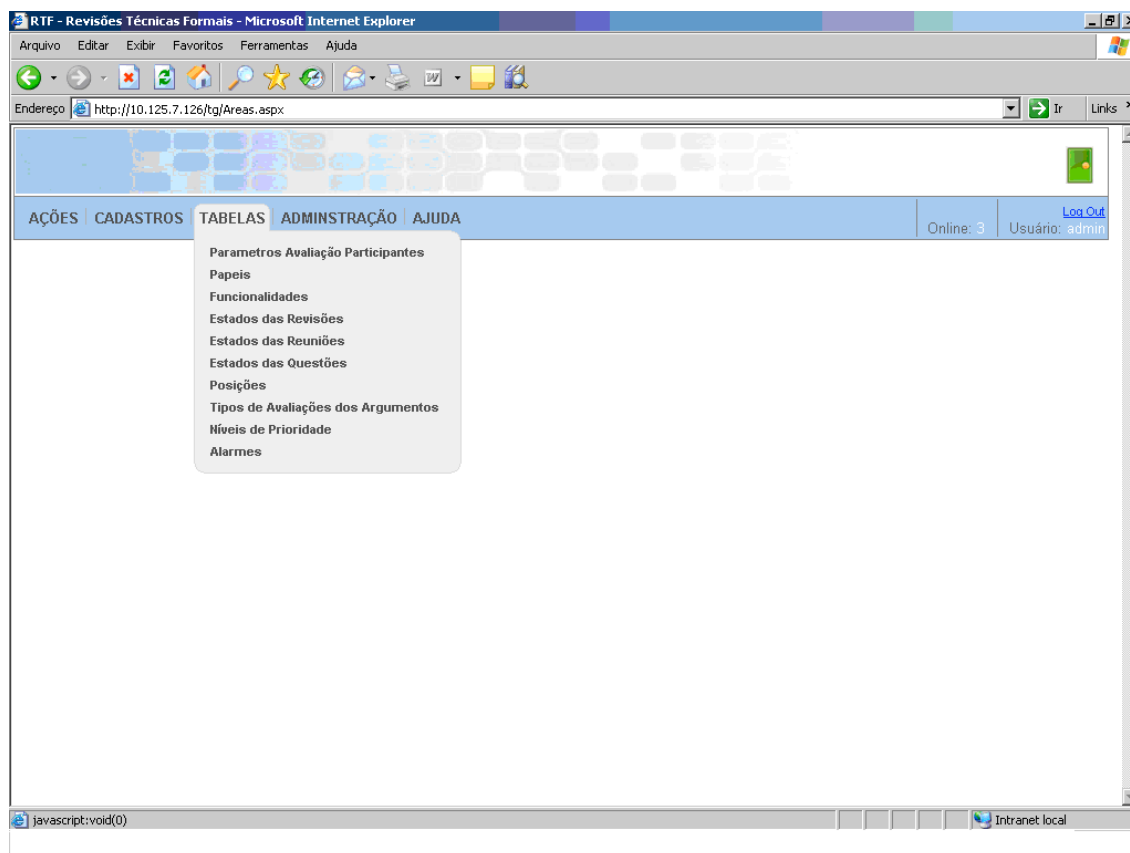 RTF - Revisões Técnicas Formais - Microsoft Internet Explorer
Arquivo Editar Exibir Favoritos Ferramentas Ajuda
Endereço http://10.125.7.126/tg/Areas.aspx Ir Links
AÇÕES CADASTROS TABELAS ADMINSTRAÇÃO AJUDA
Log Out
Online: 3 Usuário: admin
Parametros Avaliação Participantes
Papeis
Funcionalidades
Estados das Revisões
Estados das Reuniões
Estados das Questões
Posições
Tipos de Avaliações dos Argumentos
Níveis de Prioridade
Alarmes
javascript:void(0) Intranet local